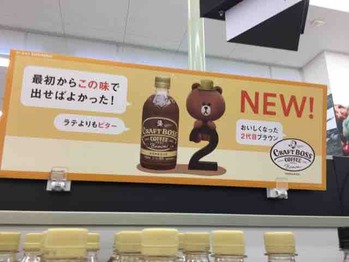 最初からこの味で
出せばよかった!
ラテよりもビター
CRAFT BOSS
COFFEE
Brown
2
NEW!
おいしくなった
2代目ブラウン
CRAFT BOSS
COFFEE